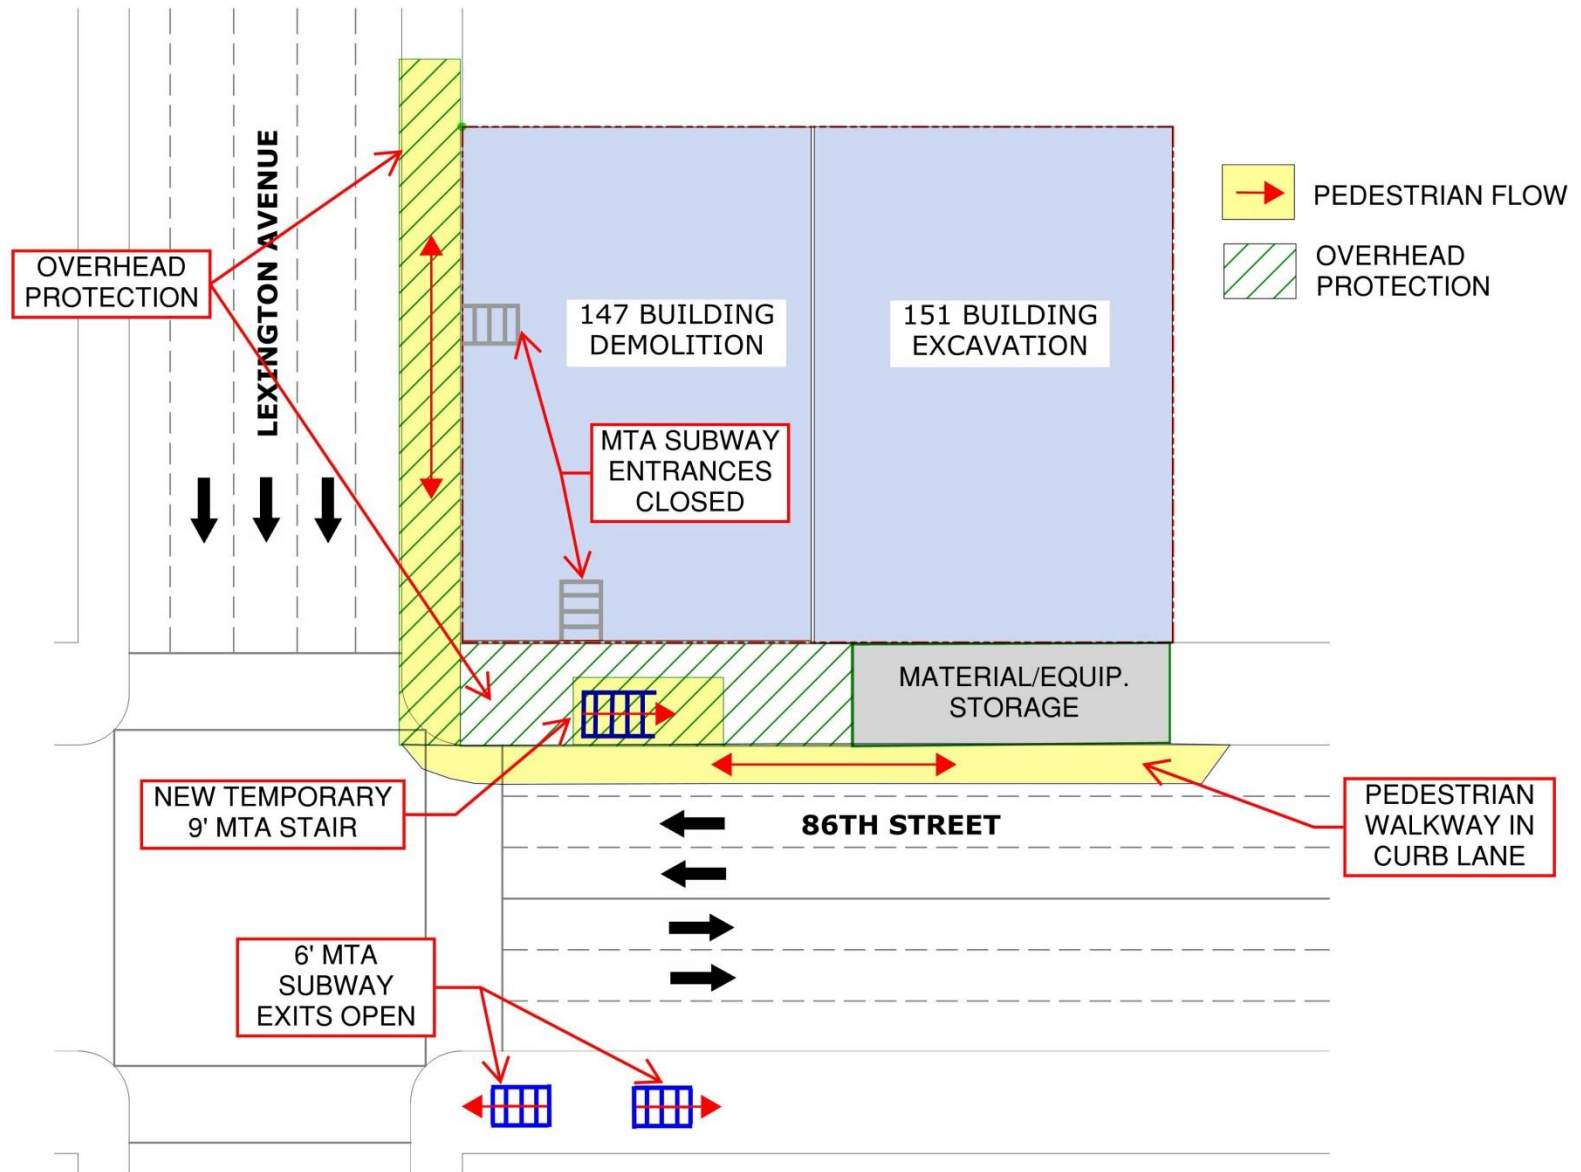 LEXINGTON AVENUE
OVERHEAD
PROTECTION
147 BUILDING
DEMOLITION
151 BUILDING
EXCAVATION
PEDESTRIAN FLOW
OVERHEAD
PROTECTION
MTA SUBWAY
ENTRANCES
CLOSED
MATERIAL/EQUIP.
STORAGE
NEW TEMPORARY
9' MTA STAIR
86TH STREET
PEDESTRIAN
WALKWAY IN
CURB LANE
6' MTA
SUBWAY
EXITS OPEN